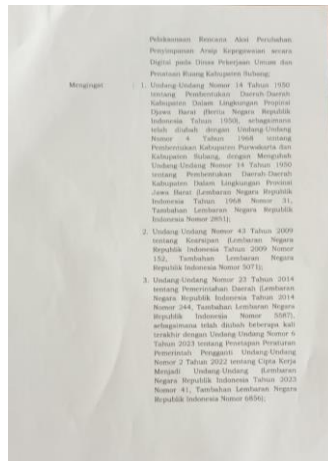 Pelaksanaan Rencana Aksi Perubahan
Penyimpanan Arsip Kepegawaian secara
Digital pada Dinas Pekerjaan Umum dan
Penataan Ruang Kabupaten Subang;
Mengingat : 1. Undang-Undang Nomor 14 Tahun 1950
tentang Pembentukan Daerah-Daerah
Kabupaten Dalam Lingkungan Propinsi
Djawa Barat (Berita Negara Republik
Indonesia Tahun 1950), sebagaimana
telah diubah dengan Undang-Undang
Nomor 4 Tahun 1968 tentang
Pembentukan Kabupaten Purwakarta dan
Kabupaten Subang, dengan Mengubah
Undang-Undang Nomor 14 Tahun 1950
tentang Pembentukan Daerah-Daerah
Kabupaten Dalam Lingkungan Provinsi
Jawa Barat (Lembaran Negara Republik
Indonesia Tahun 1968 Nomor 31,
Tambahan Lembaran Negara Republik
Indonesia Nomor 2851);
2. Undang-Undang Nomor 43 Tahun 2009
tentang Kearsipan (Lembaran Negara
Republik Indonesia Tahun 2009 Nomor
152, Tambahan Lembaran Negara
Republik Indonesia Nomor 5071);
3. Undang-Undang Nomor 23 Tahun 2014
tentang Pemerintahan Daerah (Lembaran
Negara Republik Indonesia Tahun 2014
Nomor 244, Tambahan Lembaran Negara
Republik Indonesia Nomor 5587),
sebagaimana telah diubah beberapa kali
terakhir dengan Undang-Undang Nomor 6
Tahun 2023 tentang Penetapan Peraturan
Pemerintah Pengganti Undang-Undang
Nomor 2 Tahun 2022 tentang Cipta Kerja
Menjadi Undang-Undang (Lembaran
Negara Republik Indonesia Tahun 2023
Nomor 41, Tambahan Lembaran Negara
Republik Indonesia Nomor 6856);